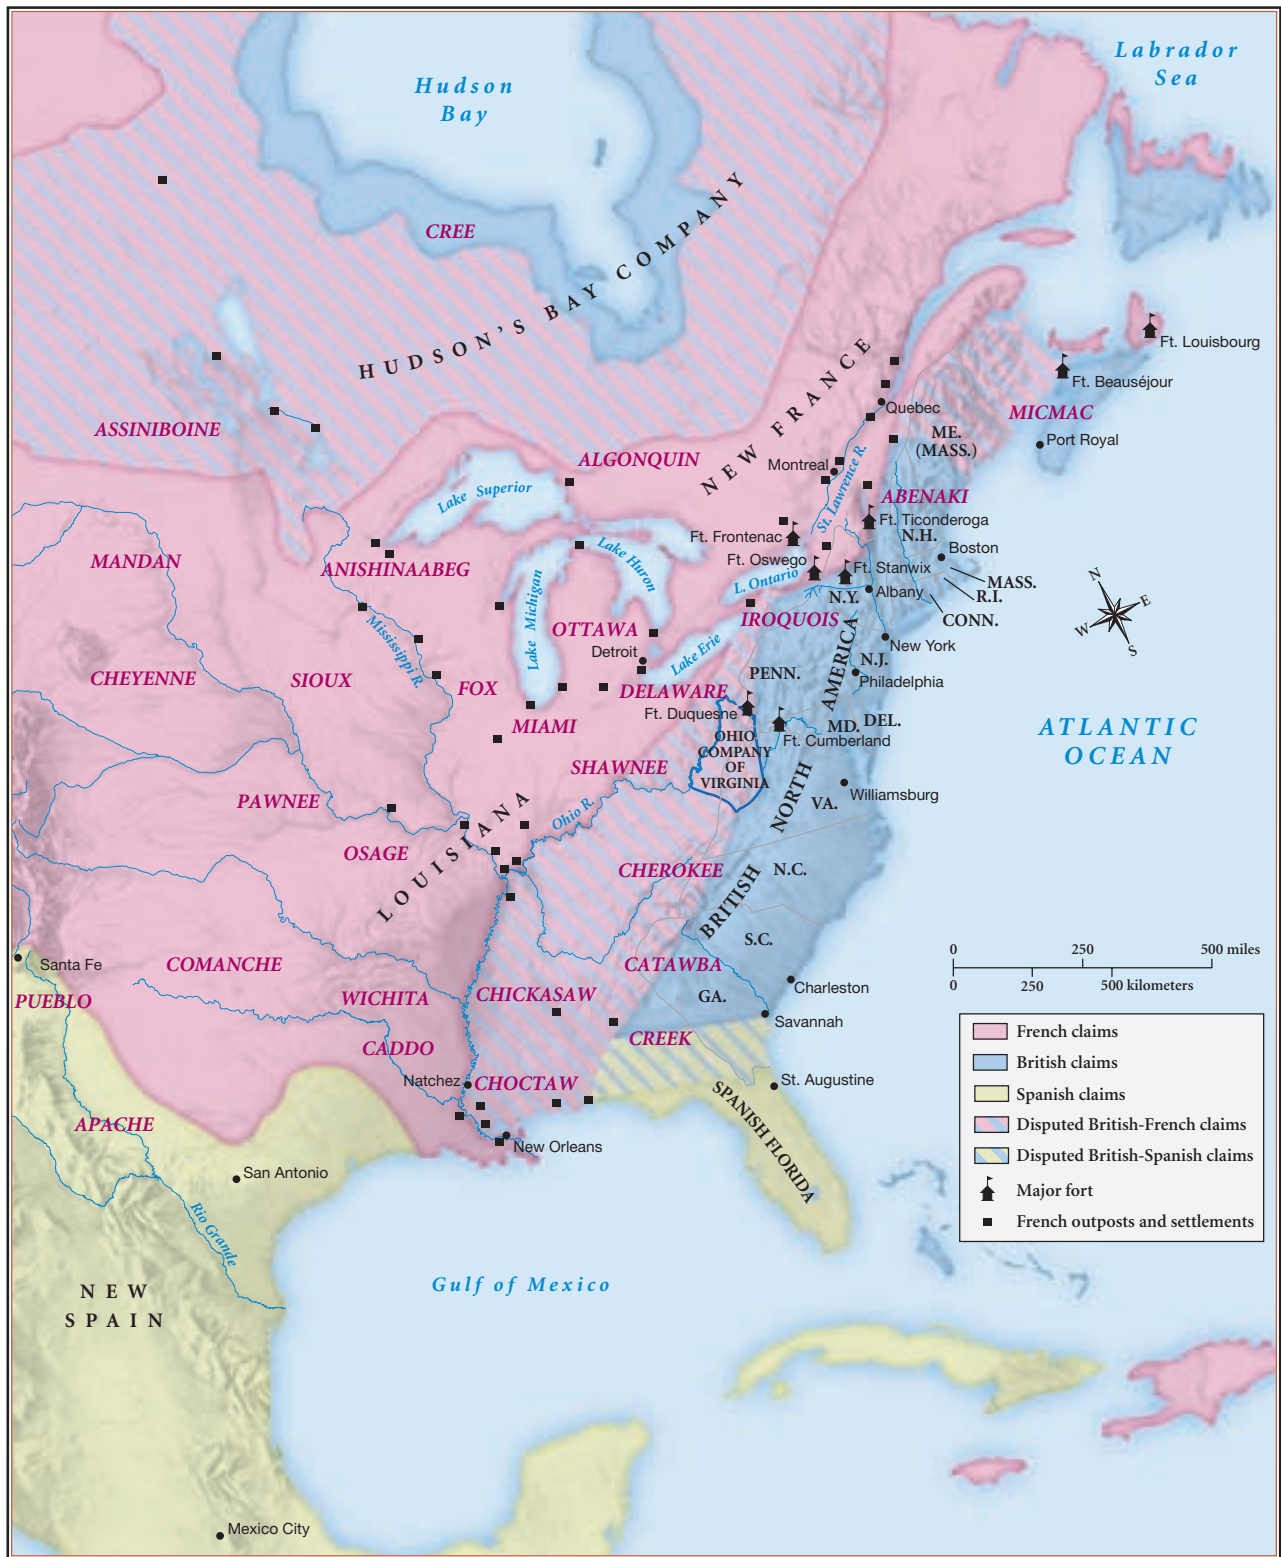 Labrador
Sea
Hudson
Bay
CREE
HUDSON'S BAY COMPANY
Ft. Louisbourg
Ft. Beauséjour
MICMAC
Port Royal
ASSINIBOINE
NEW FRANCE
Quebec
ME.
(MASS.)
ALGONQUIN
Montreal
St. Lawrence R.
Lake Superior
ABENAKI
Ft. Ticonderoga
N.H.
Ft. Frontenac
Boston
Ft. Oswego
Ft. Stanwix
MASS.
R.I.
CONN.
Albany
N.Y.
L. Ontario
IROQUOIS
New York
N.J.
Philadelphia
MANDAN
ANISHINAABEG
Lake Huron
Lake Michigan
Mississippi R.
OTTAWA
Detroit
Lake Erie
CHEYENNE
SIOUX
FOX
DELAWARE
PENN.
Ft. Duquesne
MIAMI
MD.
DEL.
Ft. Cumberland
OHIO
COMPANY
OF
VIRGINIA
SHAWNEE
N
E
W
S
ATLANTIC
OCEAN
PAWNEE
Ohio R.
VA.
Williamsburg
OSAGE
LOUISIANA
CHEROKEE
BRITISH NORTH AMERICA
N.C.
S.C.
Santa Fe
COMANCHE
CATAWBA
PUEBLO
WICHITA
CHICKASAW
GA.
Charleston
Savannah
CADDO
CREEK
Natchez
CHOCTAW
St. Augustine
SPANISH FLORIDA
APACHE
New Orleans
San Antonio
Rio Grande
NEW
SPAIN
Gulf of Mexico
Mexico City
0 250 500 miles
0 250 500 kilometers
French claims
British claims
Spanish claims
Disputed British-French claims
Disputed British-Spanish claims
Major fort
French outposts and settlements